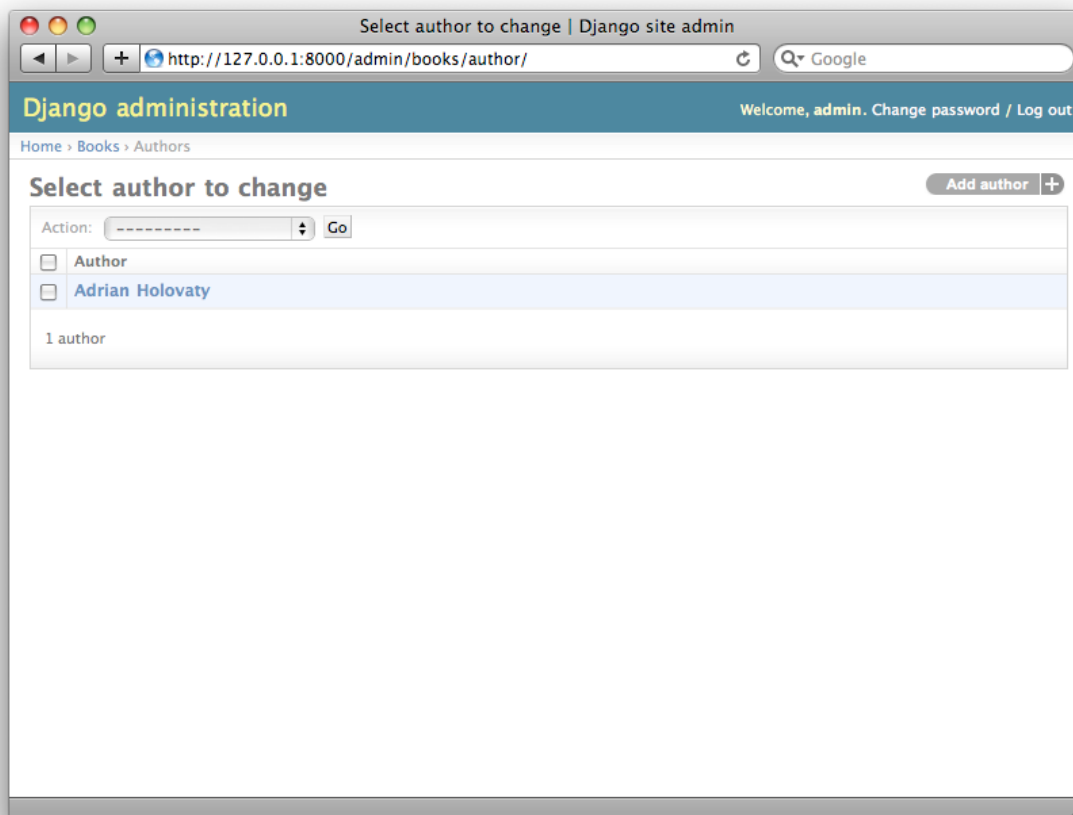 Select author to change | Django site admin
http://127.0.0.1:8000/admin/books/author/
Google
Django administration
Welcome, admin. Change password / Log out
Home › Books › Authors
Select author to change
Add author +
Action: --------- Go
Author
Adrian Holovaty
1 author